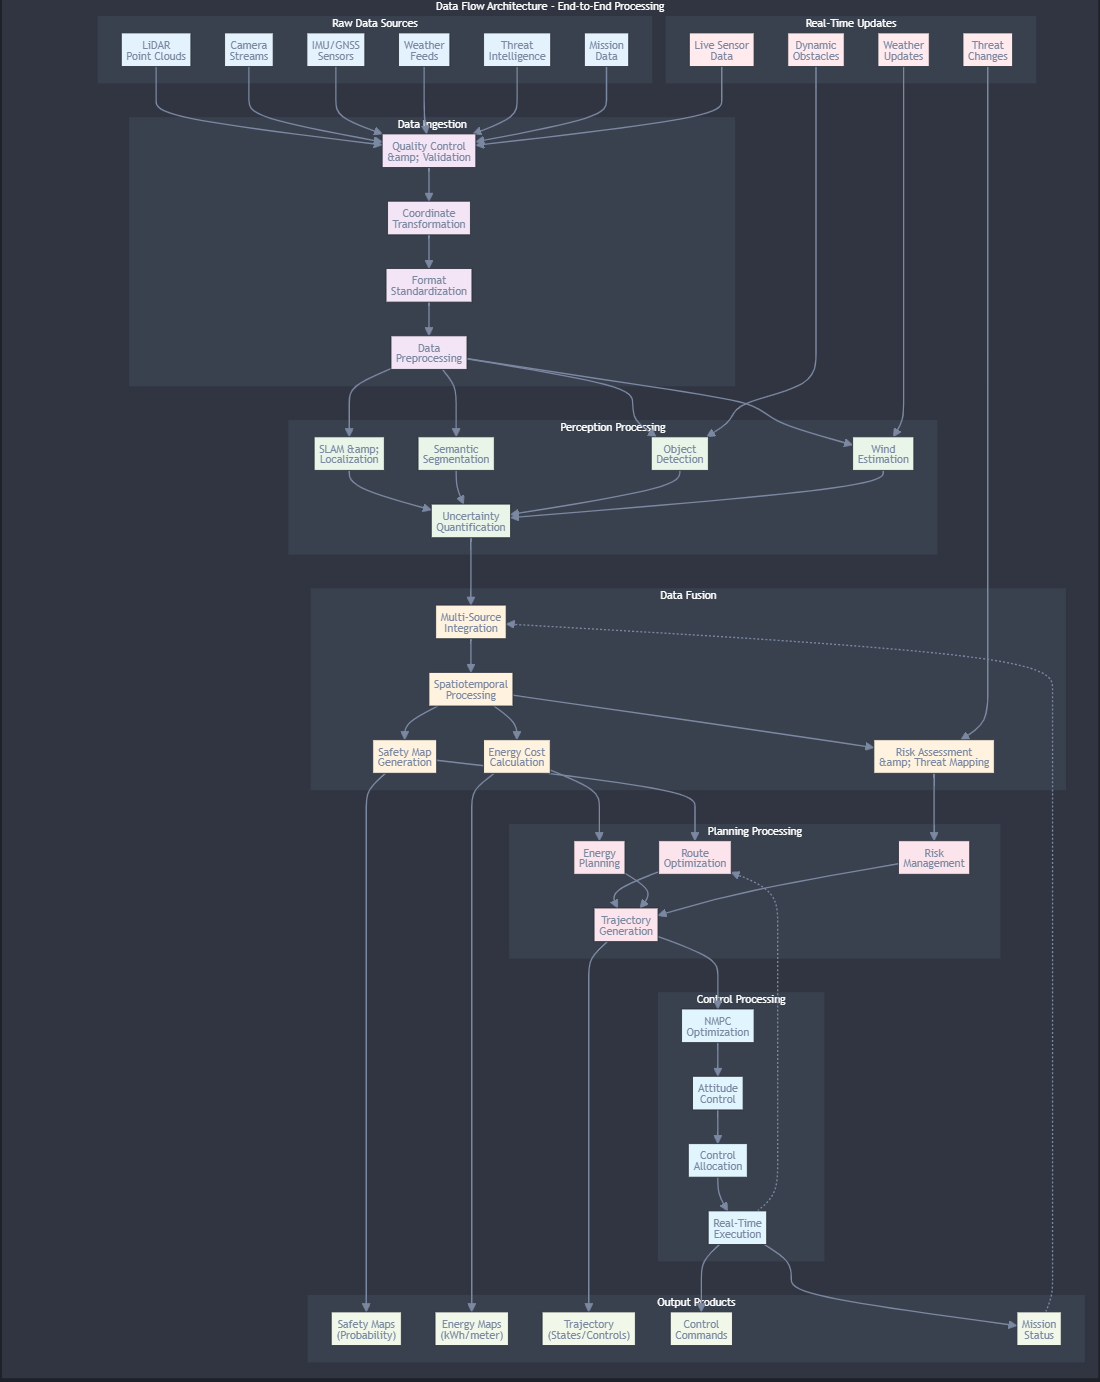 Data Flow Architecture - End-to-End Processing
Raw Data Sources
Real-Time Updates
LiDAR
Point Clouds
Camera
Streams
IMU/GNSS
Sensors
Weather
Feeds
Threat
Intelligence
Mission
Data
Live Sensor
Data
Dynamic
Obstacles
Weather
Updates
Threat
Changes
Data Ingestion
Quality Control
&amp; Validation
Coordinate
Transformation
Format
Standardization
Data
Preprocessing
Perception Processing
SLAM &amp;
Localization
Semantic
Segmentation
Object
Detection
Wind
Estimation
Uncertainty
Quantification
Data Fusion
Multi-Source
Integration
Spatiotemporal
Processing
Safety Map
Generation
Energy Cost
Calculation
Risk Assessment
&amp; Threat Mapping
Planning Processing
Energy
Planning
Route
Optimization
Risk
Management
Trajectory
Generation
Control Processing
NMPC
Optimization
Attitude
Control
Control
Allocation
Real-Time
Execution
Output Products
Safety Maps
(Probability)
Energy Maps
(kWh/meter)
Trajectory
(States/Controls)
Control
Commands
Mission
Status